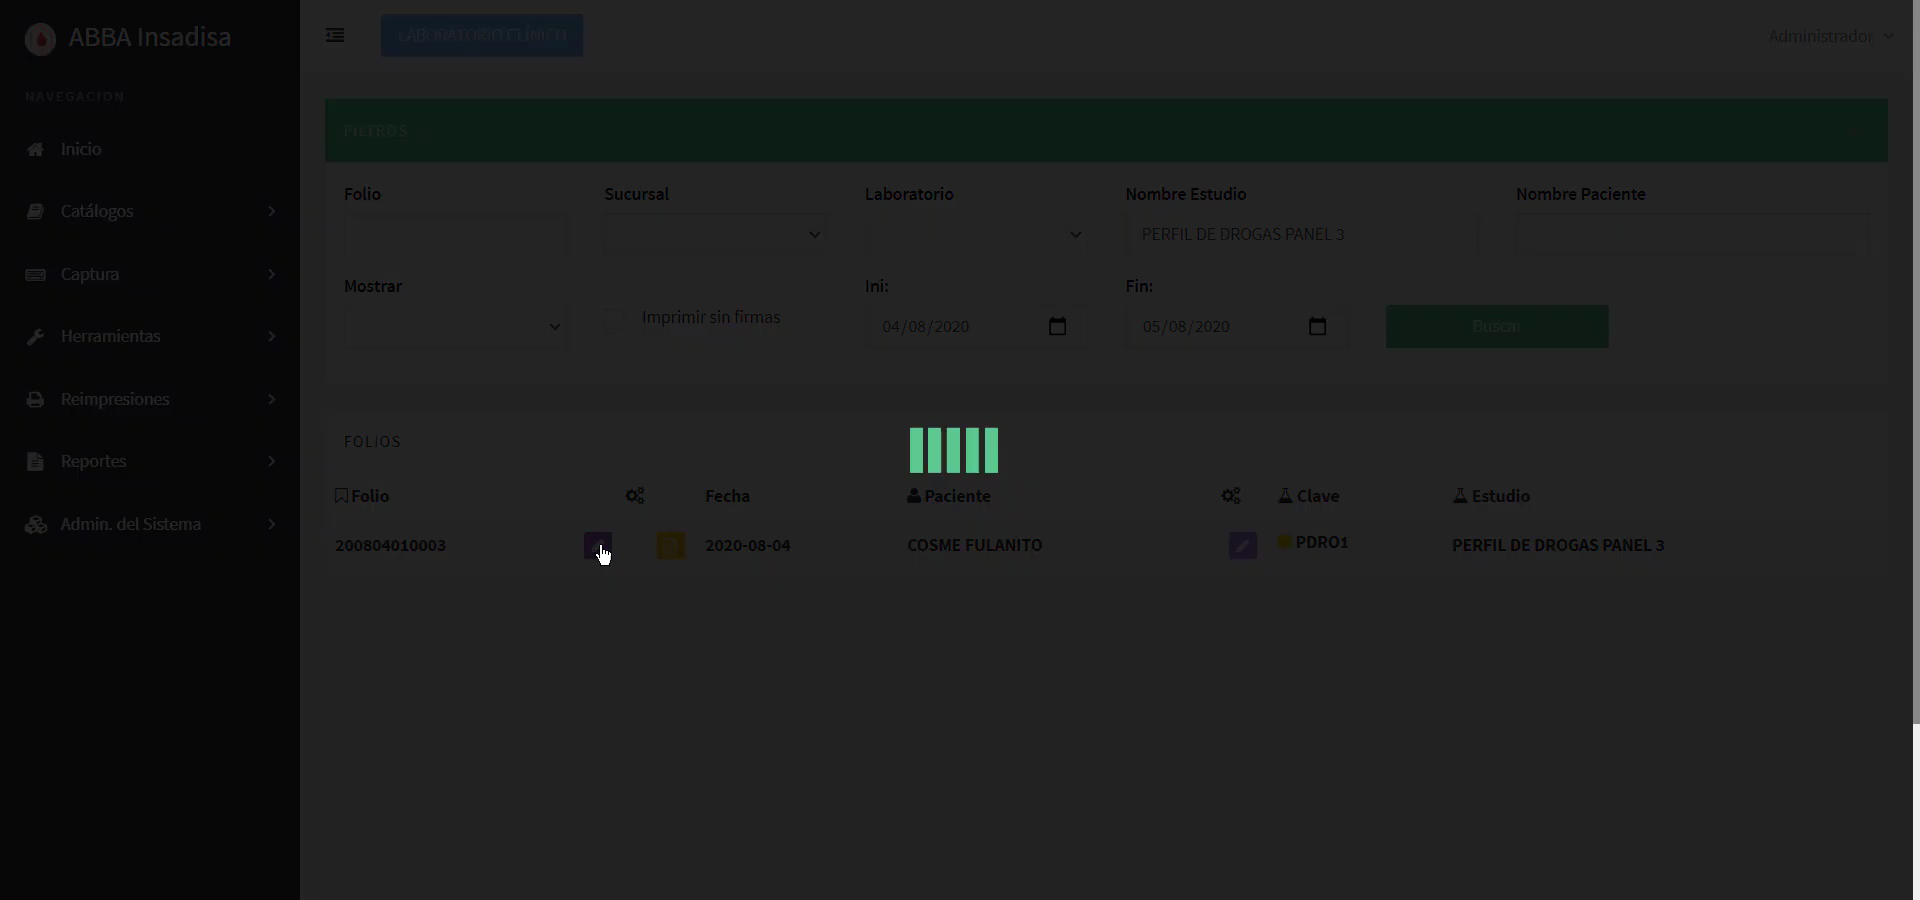 ABBA Insadisa
LABORATORIO CLÍNICO
Administrador
NAVEGACION
Inicio
Catálogos
Captura
Herramientas
Reimpresiones
Reportes
Admin. del Sistema
FILTROS
Folio
Sucursal
Laboratorio
Nombre Estudio
Nombre Paciente
PERFIL DE DROGAS PANEL 3
Mostrar
Imprimir sin firmas
Ini:
Fin:
04/08/2020
05/08/2020
Buscar
FOLIOS
Folio Fecha Paciente Clave Estudio
200804010003 2020-08-04 COSME FULANITO PDRO1 PERFIL DE DROGAS PANEL 3